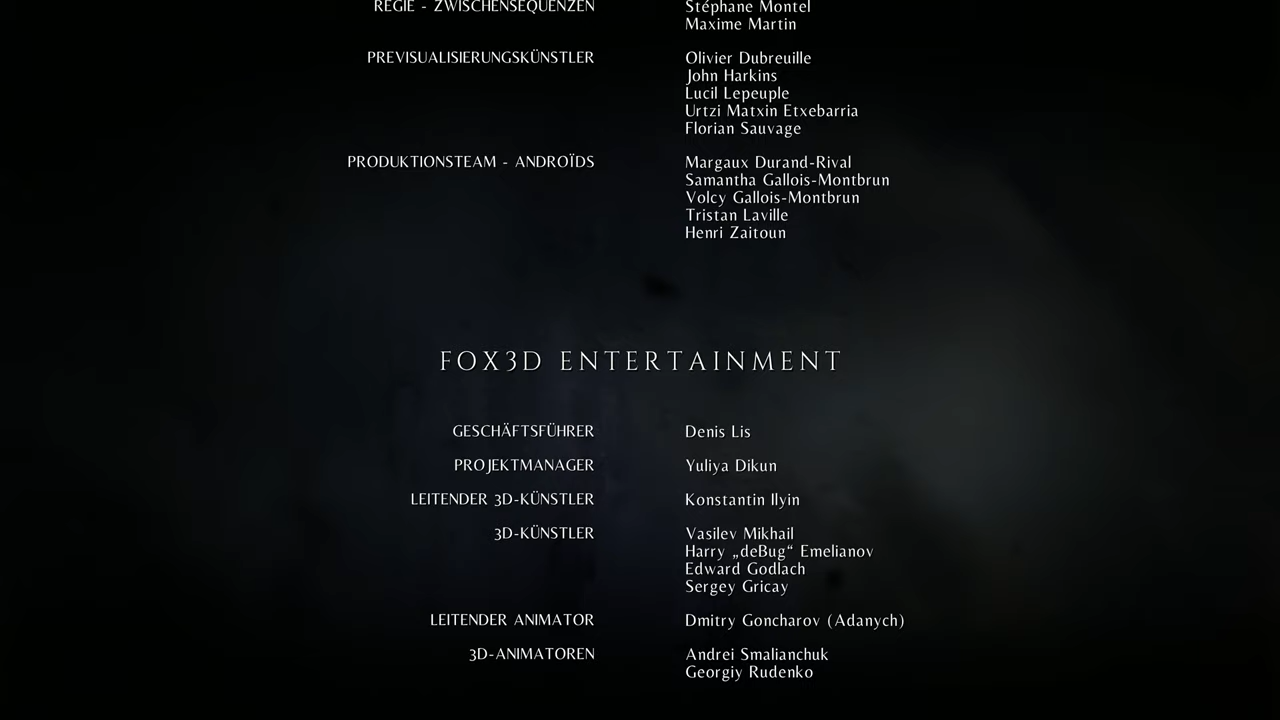 REGIE - ZWISCHENSEQUENZEN Stéphane Montel
Maxime Martin
PREVISUALISIERUNGSKÜNSTLER Olivier Dubreuille
John Harkins
Lucil Lepeuple
Urtzi Matxin Etxebarria
Florian Sauvage
PRODUKTIONSTEAM - ANDROÏDS Margaux Durand-Rival
Samantha Gallois-Montbrun
Volcy Gallois-Montbrun
Tristan Laville
Henri Zaitoun
FOX3D ENTERTAINMENT
GESCHÄFTSFÜHRER Denis Lis
PROJEKTMANAGER Yuliya Dikun
LEITENDER 3D-KÜNSTLER Konstantin Ilyin
3D-KÜNSTLER Vasilev Mikhail
Harry „deBug“ Emelianov
Edward Godlach
Sergey Gricay
LEITENDER ANIMATOR Dmitry Goncharov (Adanych)
3D-ANIMATOREN Andrei Smalianchuk
Georgiy Rudenko